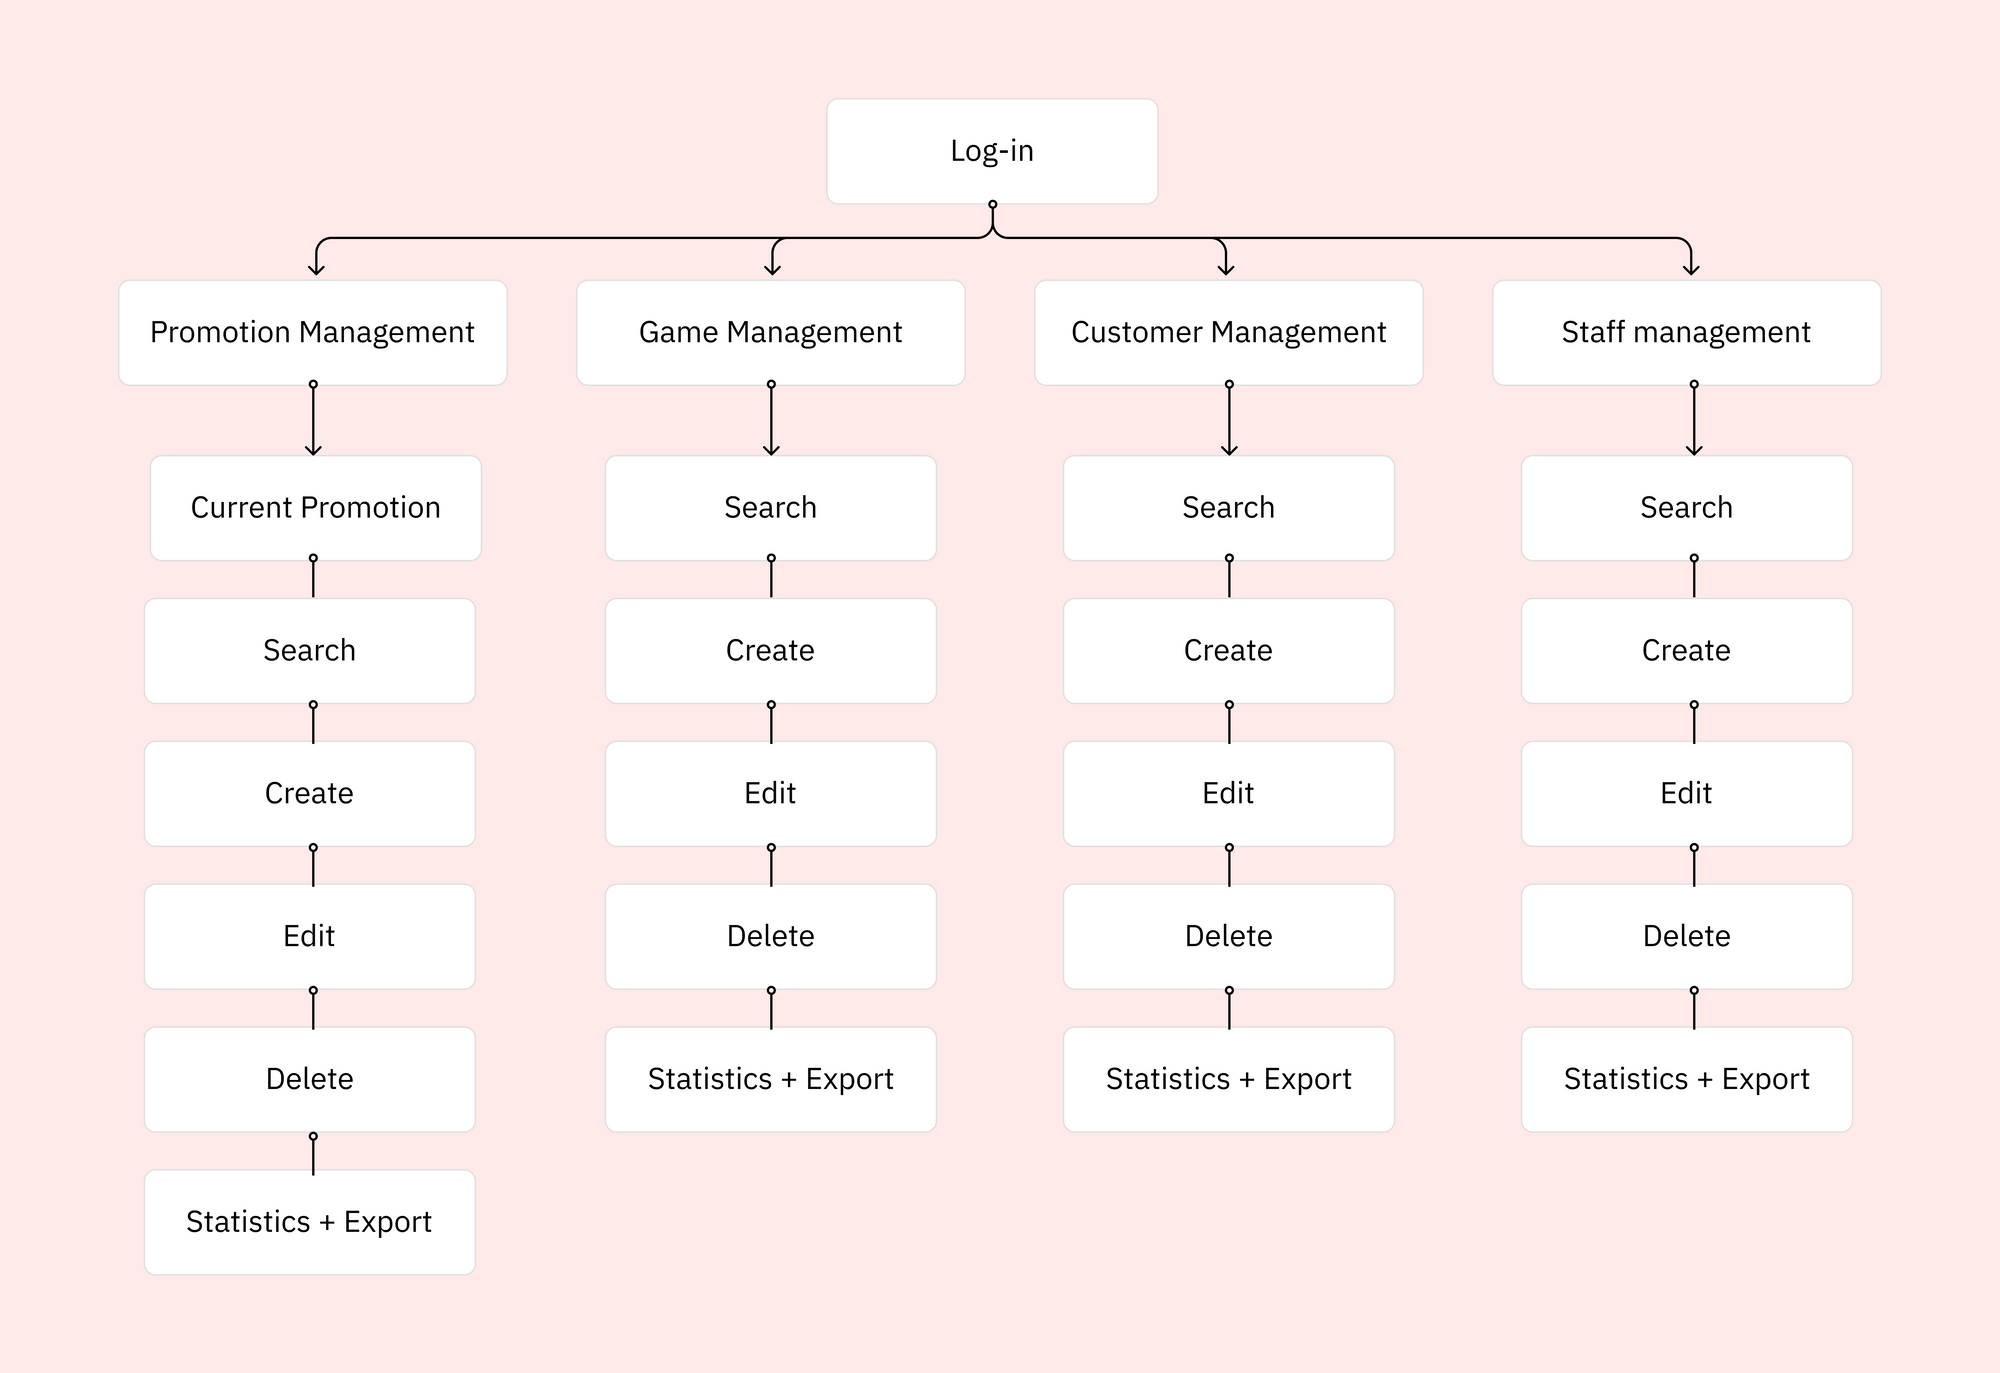 Log-in
Promotion Management
Game Management
Customer Management
Staff management
Current Promotion
Search
Search
Search
Search
Create
Create
Create
Create
Edit
Edit
Edit
Edit
Delete
Delete
Delete
Delete
Statistics + Export
Statistics + Export
Statistics + Export
Statistics + Export